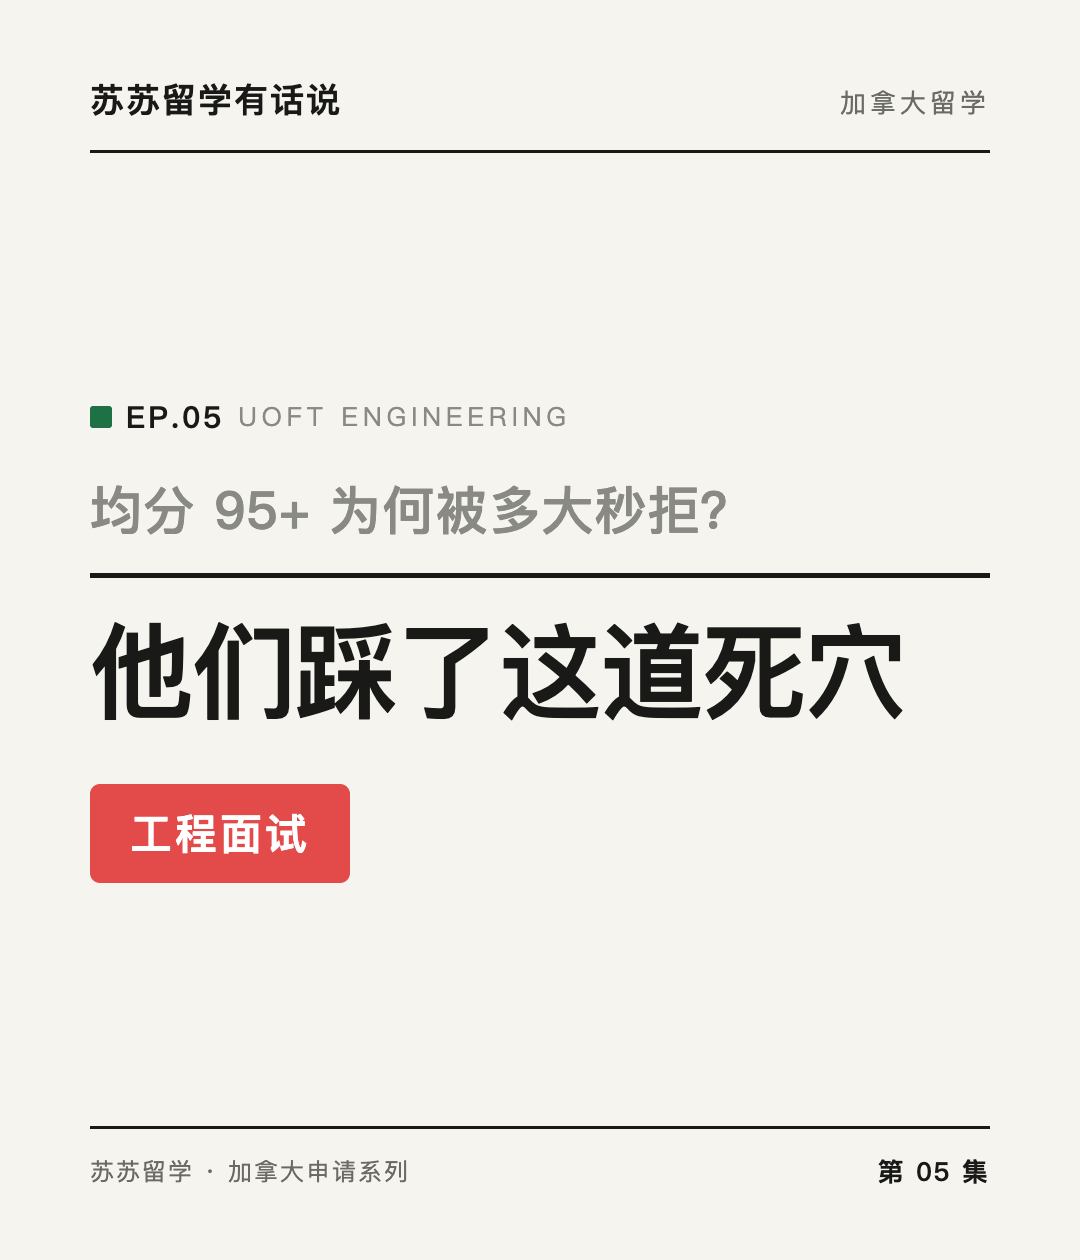 苏苏留学有话说
加拿大留学
EP.05 UOFT ENGINEERING
均分 95+ 为何被多大秒拒?
他们踩了这道死穴
工程面试
苏苏留学 · 加拿大申请系列
第 05 集